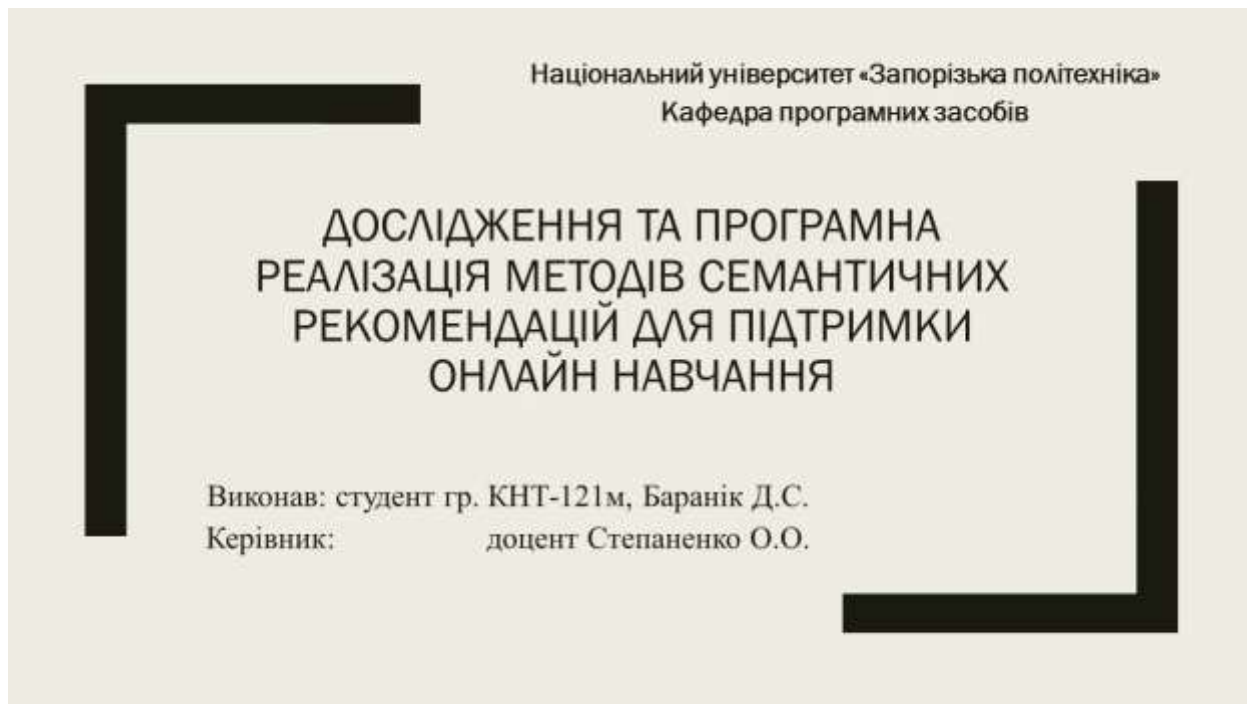 Національний університет «Запорізька політехніка»
Кафедра програмних засобів
ДОСЛІДЖЕННЯ ТА ПРОГРАМНА
РЕАЛІЗАЦІЯ МЕТОДІВ СЕМАНТИЧНИХ
РЕКОМЕНДАЦІЙ ДЛЯ ПІДТРИМКИ
ОНЛАЙН НАВЧАННЯ
Виконав: студент гр. КНТ-121м, Баранік Д.С.
Керівник: доцент Степаненко О.О.